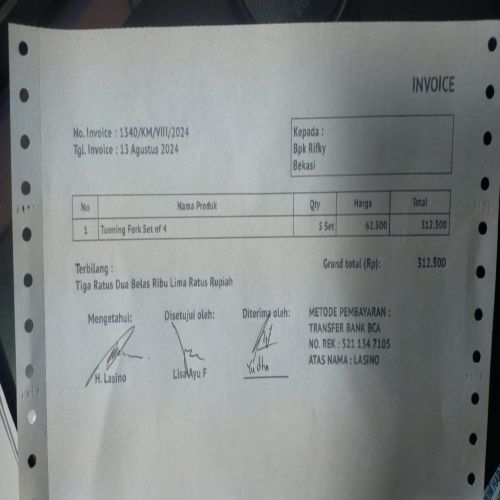 INVOICE
No. Invoice : 1340/KM/VIII/2024
Tgl. Invoice : 13 Agustus 2024
Kepada :
Bpk Rifky
Bekasi
No Nama Produk Qty Harga Total
1 Tunning Fork Set of 4 5 Set 62.500 312.500
Terbilang :
Grand total (Rp): 312.500
Tiga Ratus Dua Belas Ribu Lima Ratus Rupiah
Mengetahui: Disetujui oleh: Diterima oleh:
H. Lasino Lisa Ayu F Yudha
METODE PEMBAYARAN :
TRANSFER BANK BCA
NO. REK : 521 134 7105
ATAS NAMA : LASINO